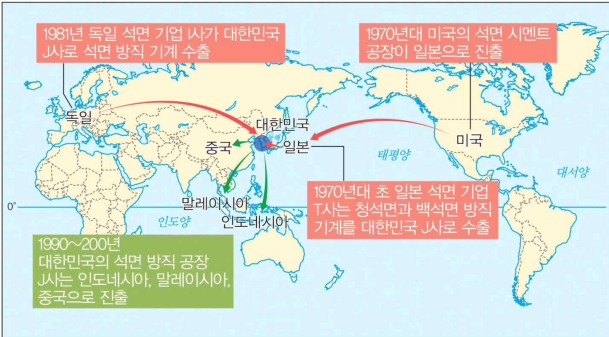 1981년 독일 석면 기업 I사가 대한민국
J사로 석면 방직 기계 수출
1970년대 미국의 석면 시멘트
공장이 일본으로 진출
독일
대한민국
중국
일본
미국
태평양
대서양
말레이시아
인도네시아
0°
인도양
1970년대 초 일본 석면 기업
T사는 청석면과 백석면 방직
기계를 대한민국 J사로 수출
1990～200년
대한민국의 석면 방직 공장
J사는 인도네시아, 말레이시아,
중국으로 진출